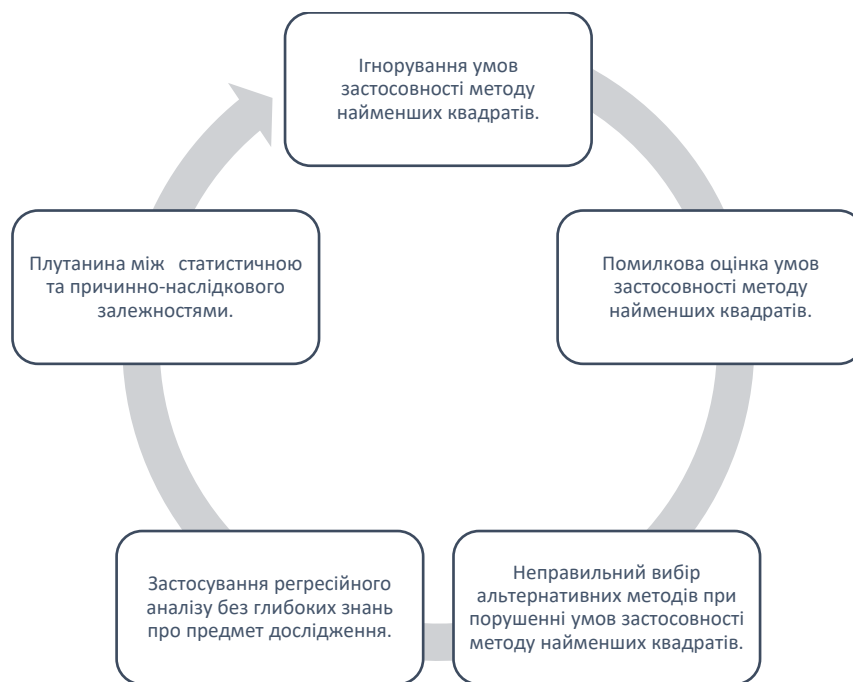 Ігнорування умов
застосовності методу
найменших квадратів.
Помилкова оцінка умов
застосовності методу
найменших квадратів.
Неправильний вибір
альтернативних методів при
порушенні умов застосовності
методу найменших квадратів.
Застосування регресійного
аналізу без глибоких знань
про предмет дослідження.
Плутанина між статистичною
та причинно-наслідкового
залежностями.